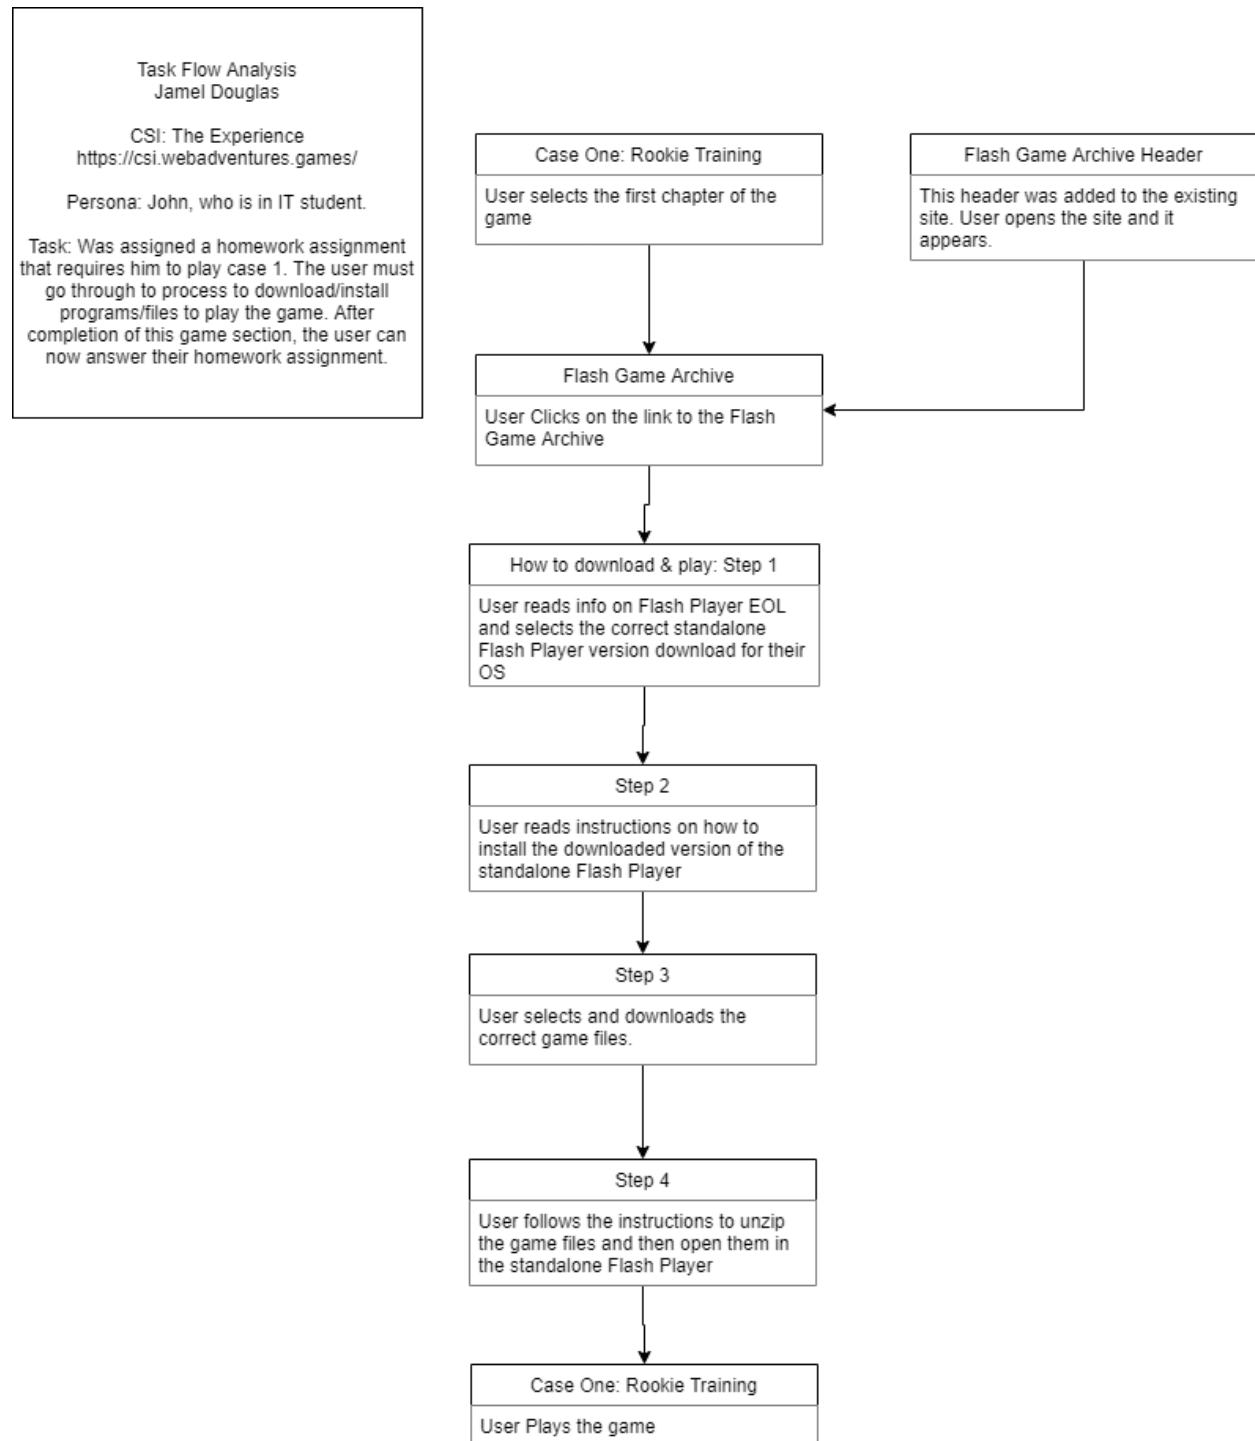 Task Flow Analysis
Jamel Douglas
CSI: The Experience
https://csi.webadventures.games/
Persona: John, who is in IT student.
Task: Was assigned a homework assignment
that requires him to play case 1. The user must
go through to process to download/install
programs/files to play the game. After
completion of this game section, the user can
now answer their homework assignment.
Case One: Rookie Training
User selects the first chapter of the
game
Flash Game Archive Header
This header was added to the existing
site. User opens the site and it
appears.
Flash Game Archive
User Clicks on the link to the Flash
Game Archive
How to download & play: Step 1
User reads info on Flash Player EOL
and selects the correct standalone
Flash Player version download for their
OS
Step 2
User reads instructions on how to
install the downloaded version of the
standalone Flash Player
Step 3
User selects and downloads the
correct game files.
Step 4
User follows the instructions to unzip
the game files and then open them in
the standalone Flash Player
Case One: Rookie Training
User Plays the game